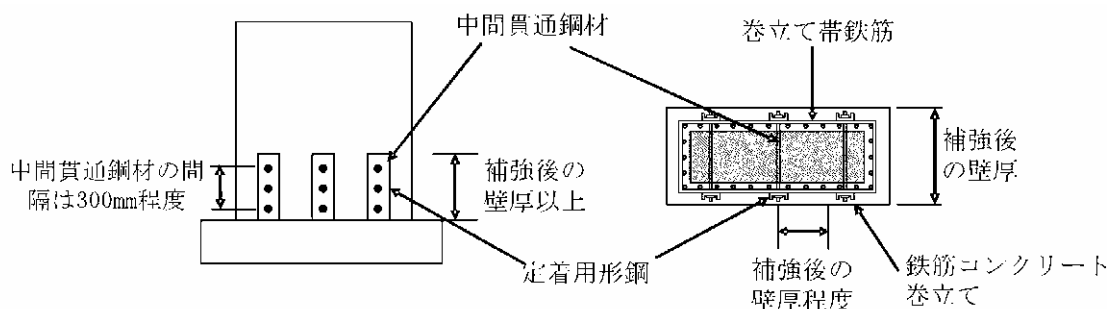 中間貫通鋼材
巻立て帯鉄筋
中間貫通鋼材の間
隔は300mm程度
補強後の
壁厚以上
補強後
の壁厚
定着用形鋼
補強後の
壁厚程度
鉄筋コンクリート
巻立て